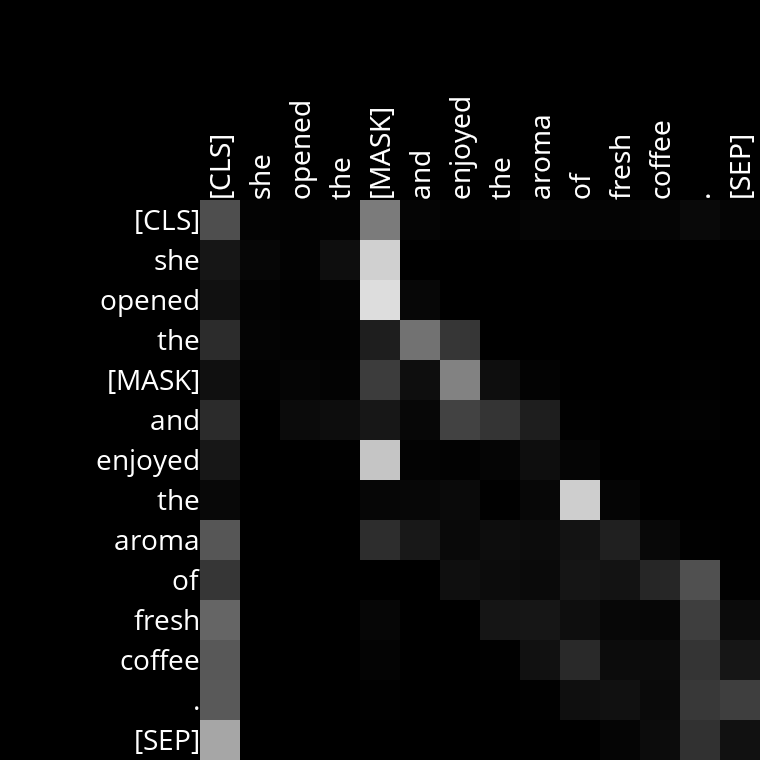 [CLS] she opened the [MASK] and enjoyed the aroma of fresh coffee . [SEP]
[CLS]
she
opened
the
[MASK]
and
enjoyed
the
aroma
of
fresh
coffee
.
[SEP]